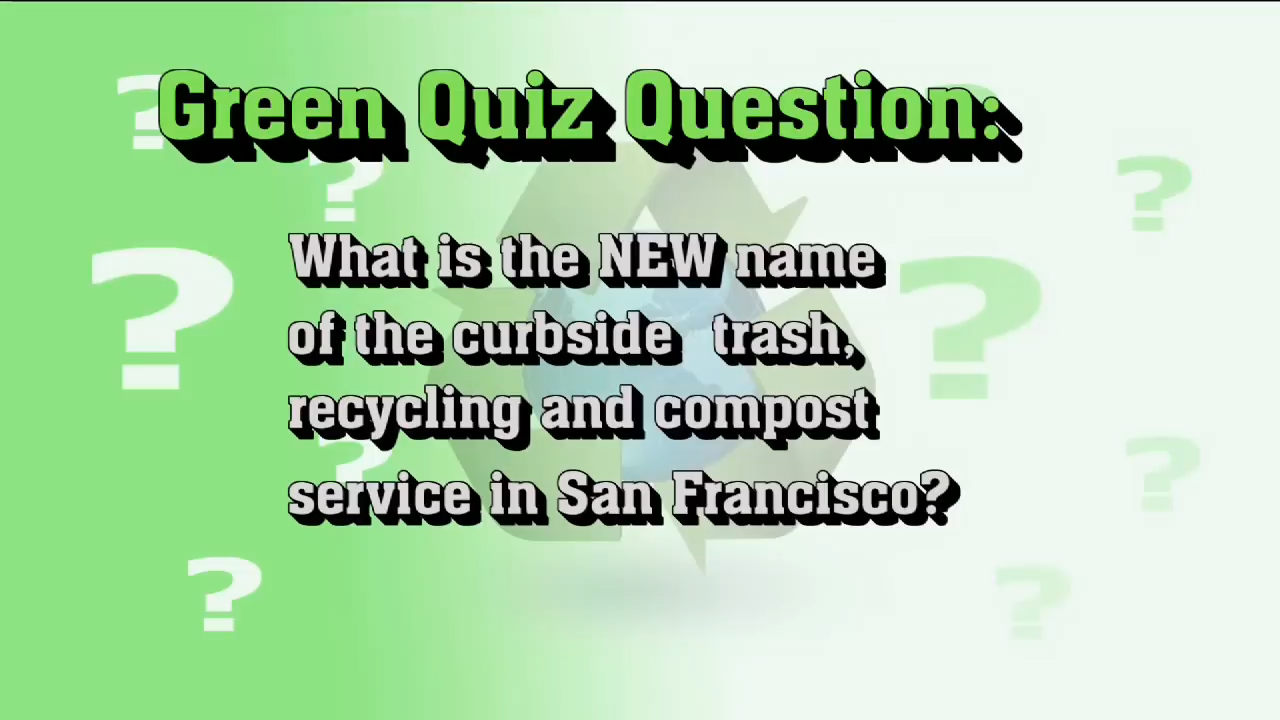 Green Quiz Question:
What is the NEW name
of the curbside trash,
recycling and compost
service in San Francisco?